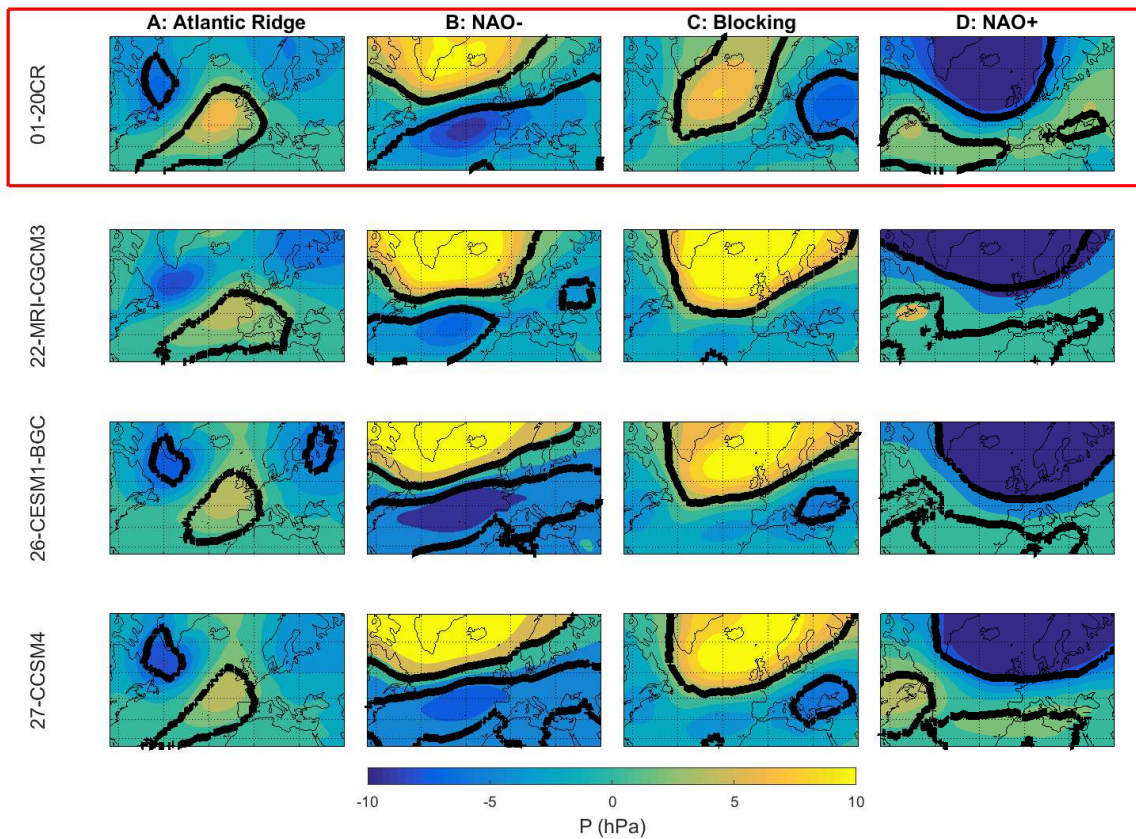 A: Atlantic Ridge B: NAO- C: Blocking D: NAO+
01-20CR
22-MRI-CGCM3
26-CESM1-BGC
27-CCSM4
-10 -5 0 5 10
P (hPa)